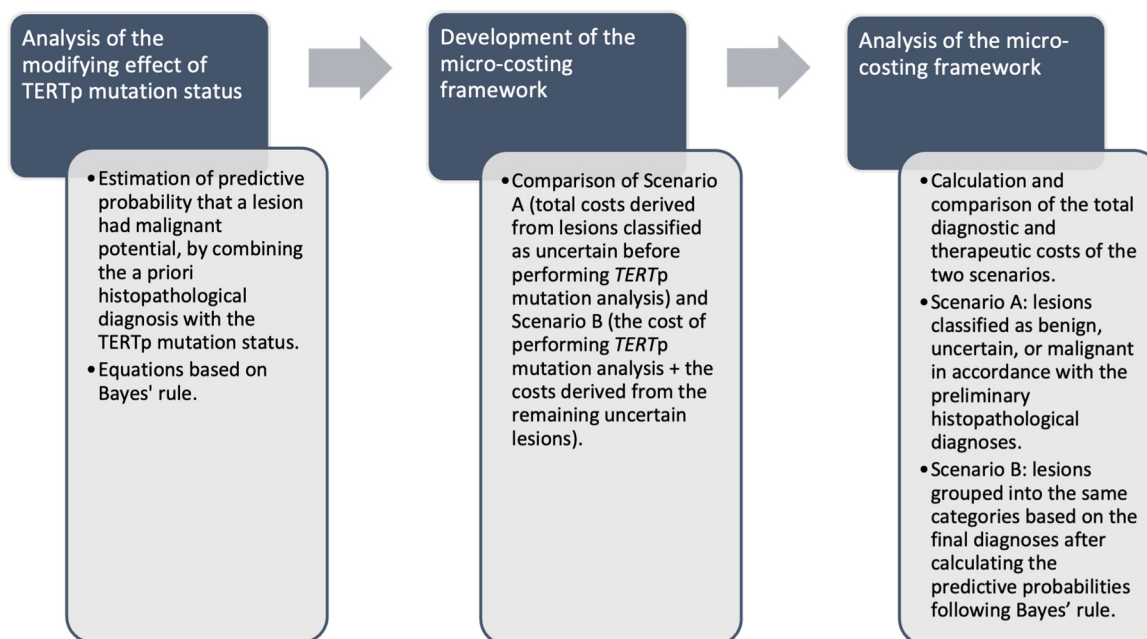 Analysis of the
modifying effect of
TERTp mutation status
• Estimation of predictive
probability that a lesion
had malignant
potential, by combining
the a priori
histopathological
diagnosis with the
TERTp mutation status.
• Equations based on
Bayes' rule.
Development of the
micro-costing
framework
• Comparison of Scenario
A (total costs derived
from lesions classified
as uncertain before
performing TERTp
mutation analysis) and
Scenario B (the cost of
performing TERTp
mutation analysis + the
costs derived from the
remaining uncertain
lesions).
Analysis of the micro-
costing framework
• Calculation and
comparison of the total
diagnostic and
therapeutic costs of the
two scenarios.
• Scenario A: lesions
classified as benign,
uncertain, or malignant
in accordance with the
preliminary
histopathological
diagnoses.
• Scenario B: lesions
grouped into the same
categories based on the
final diagnoses after
calculating the
predictive probabilities
following Bayes’ rule.